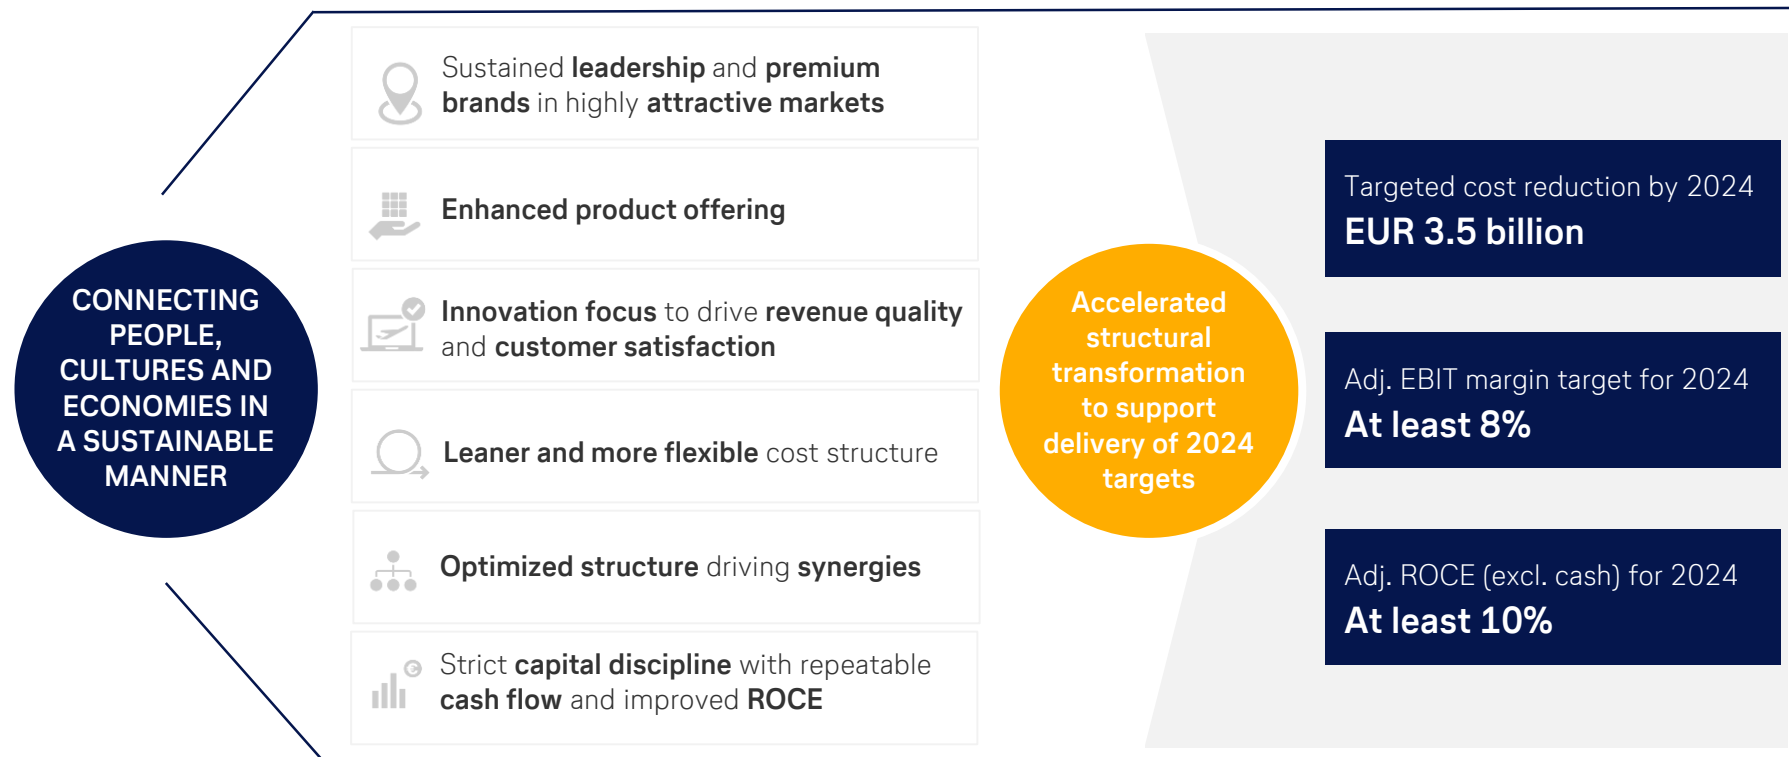 CONNECTING
PEOPLE,
CULTURES AND
ECONOMIES IN
A SUSTAINABLE
MANNER
Sustained leadership and premium
brands in highly attractive markets
Enhanced product offering
Innovation focus to drive revenue quality
and customer satisfaction
Leaner and more flexible cost structure
Optimized structure driving synergies
Strict capital discipline with repeatable
cash flow and improved ROCE
Accelerated
structural
transformation
to support
delivery of 2024
targets
Targeted cost reduction by 2024
EUR 3.5 billion
Adj. EBIT margin target for 2024
At least 8%
Adj. ROCE (excl. cash) for 2024
At least 10%